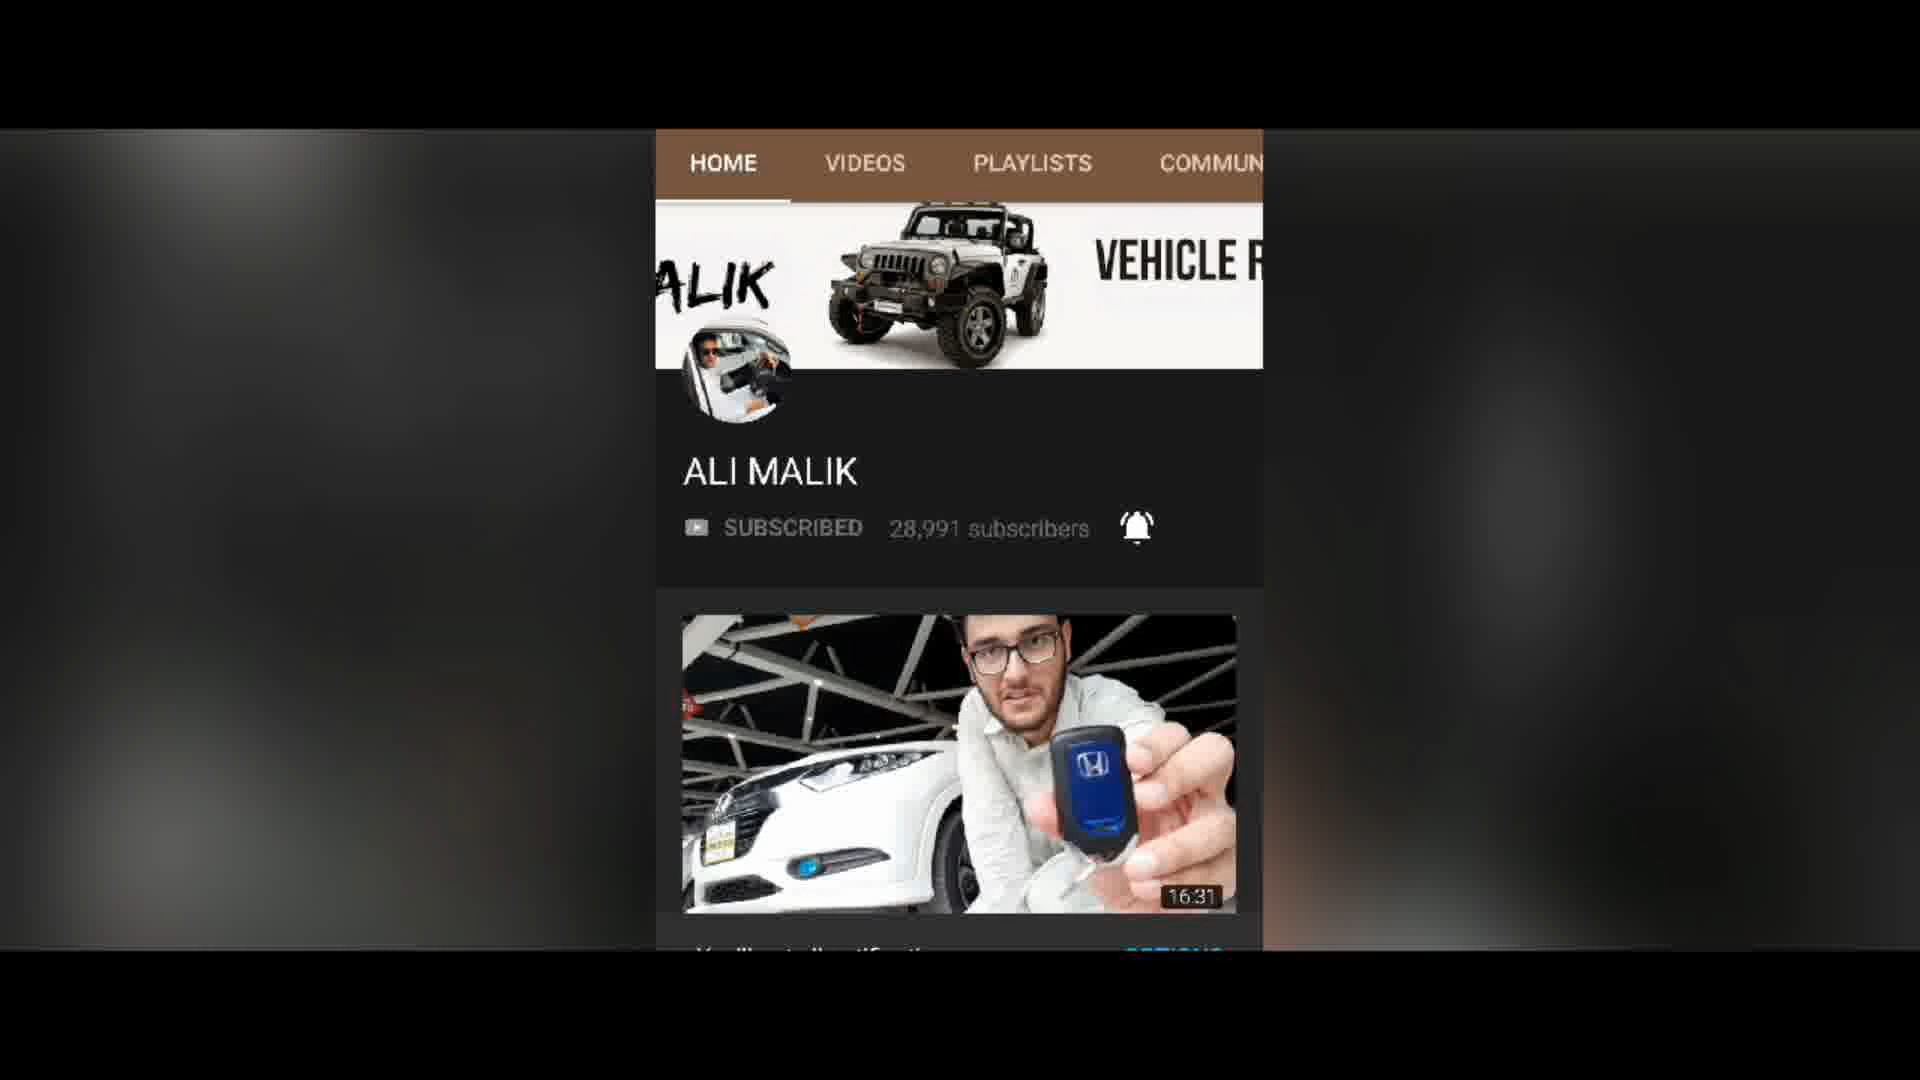 HOME VIDEOS PLAYLISTS COMMUN
ALIK
VEHICLE R
ALI MALIK
SUBSCRIBED 28,991 subscribers
16:31